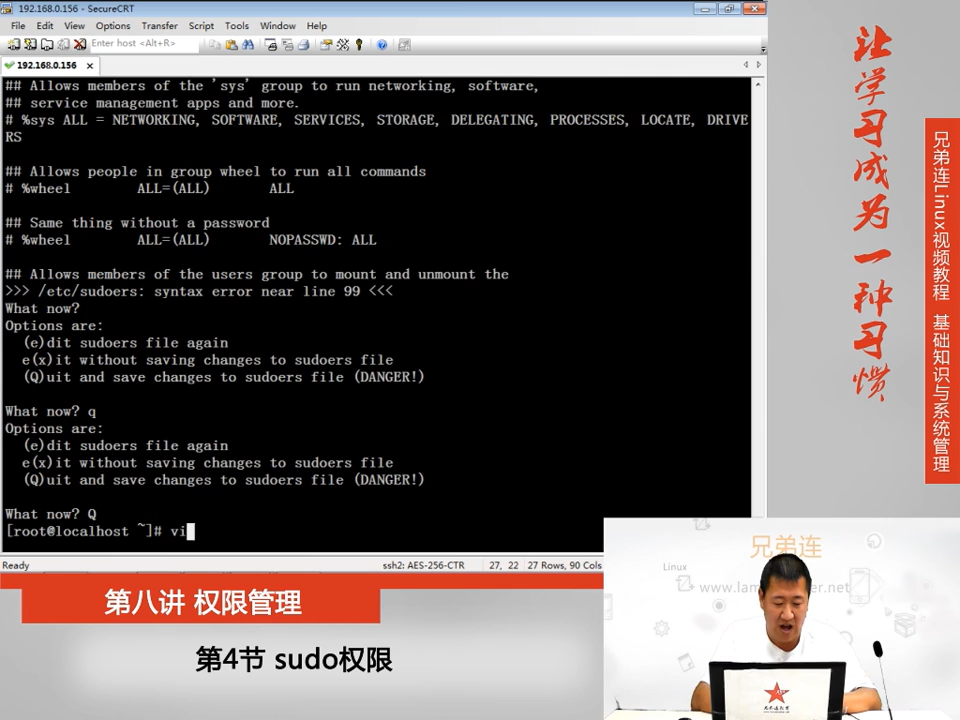 192.168.0.156 - SecureCRT
File Edit View Options Transfer Script Tools Window Help
Enter host <Alt+R>
192.168.0.156
## Allows members of the 'sys' group to run networking, software,
## service management apps and more.
# %sys ALL = NETWORKING, SOFTWARE, SERVICES, STORAGE, DELEGATING, PROCESSES, LOCATE, DRIVE
RS
## Allows people in group wheel to run all commands
# %wheel ALL=(ALL) ALL
## Same thing without a password
# %wheel ALL=(ALL) NOPASSWD: ALL
## Allows members of the users group to mount and unmount the
>>> /etc/sudoers: syntax error near line 99 <<<
What now?
Options are:
(e)dit sudoers file again
e(x)it without saving changes to sudoers file
(Q)uit and save changes to sudoers file (DANGER!)
What now? q
Options are:
(e)dit sudoers file again
e(x)it without saving changes to sudoers file
(Q)uit and save changes to sudoers file (DANGER!)
What now? Q
[root@localhost ~]# vi
Ready ssh2: AES-256-CTR 27, 22 27 Rows, 90 Cols
让学习成为一种习惯
兄弟连Linux视频教程 基础知识与系统管理
第八讲 权限管理
第4节 sudo权限
兄弟连
Linux